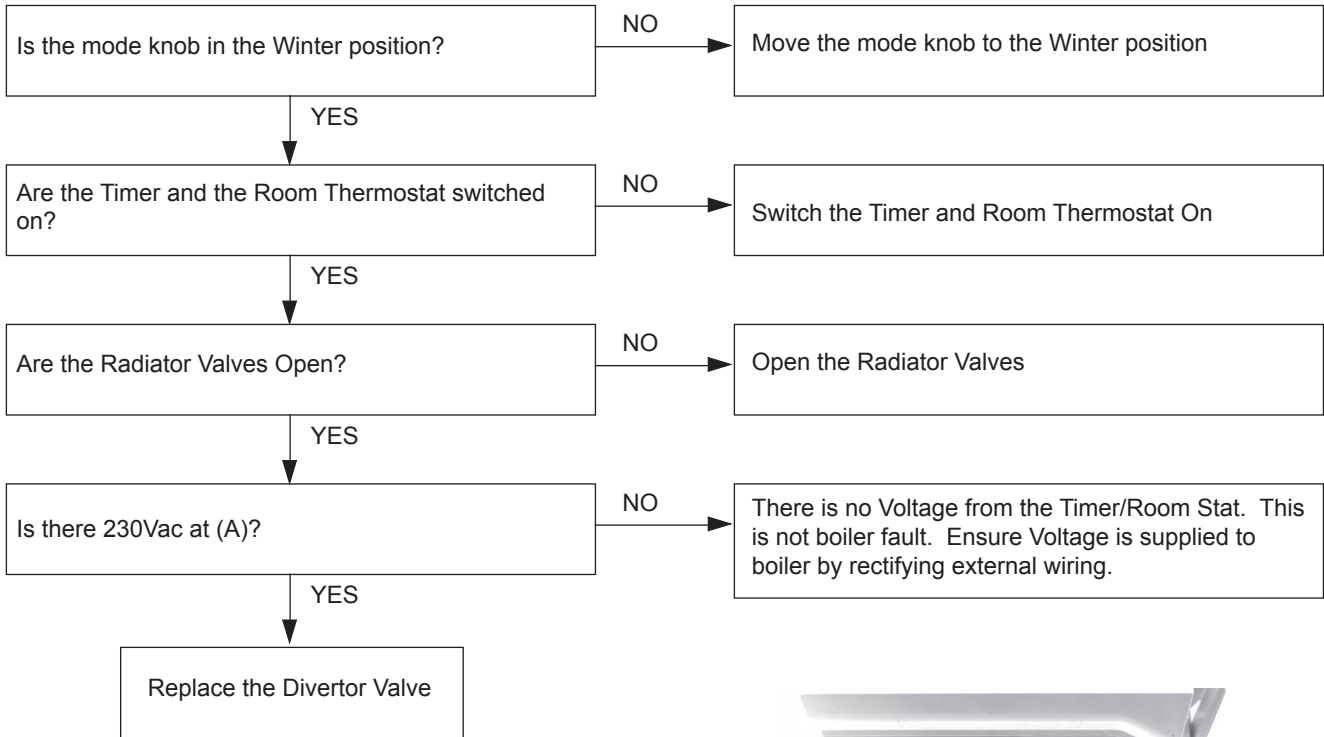 Is the mode knob in the Winter position?
NO
Move the mode knob to the Winter position
YES
Are the Timer and the Room Thermostat switched
on?
NO
Switch the Timer and Room Thermostat On
YES
Are the Radiator Valves Open?
NO
Open the Radiator Valves
YES
Is there 230Vac at (A)?
NO
There is no Voltage from the Timer/Room Stat.  This
is not boiler fault.  Ensure Voltage is supplied to
boiler by rectifying external wiring.
YES
Replace the Divertor Valve